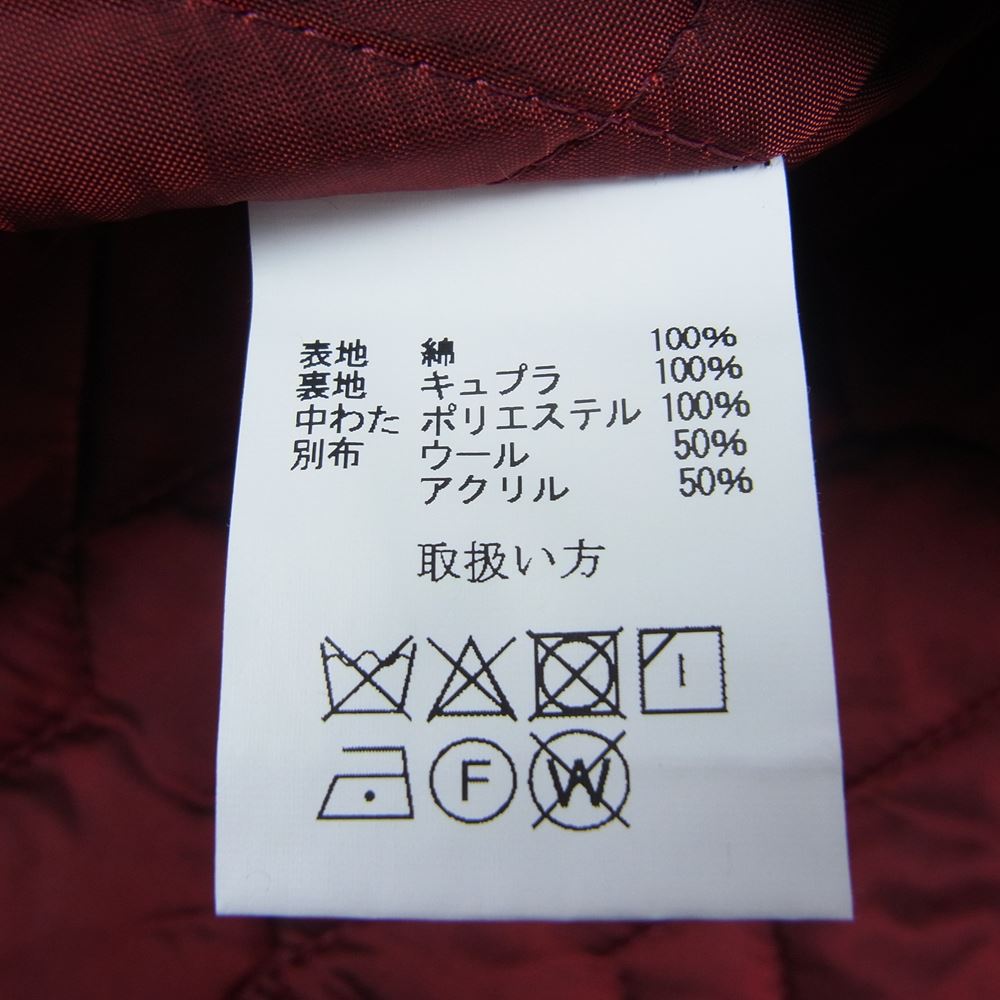 表地 綿 100%
裏地 キュプラ 100%
中わた ポリエステル 100%
別布 ウール 50%
アクリル 50%
取扱い方
F W